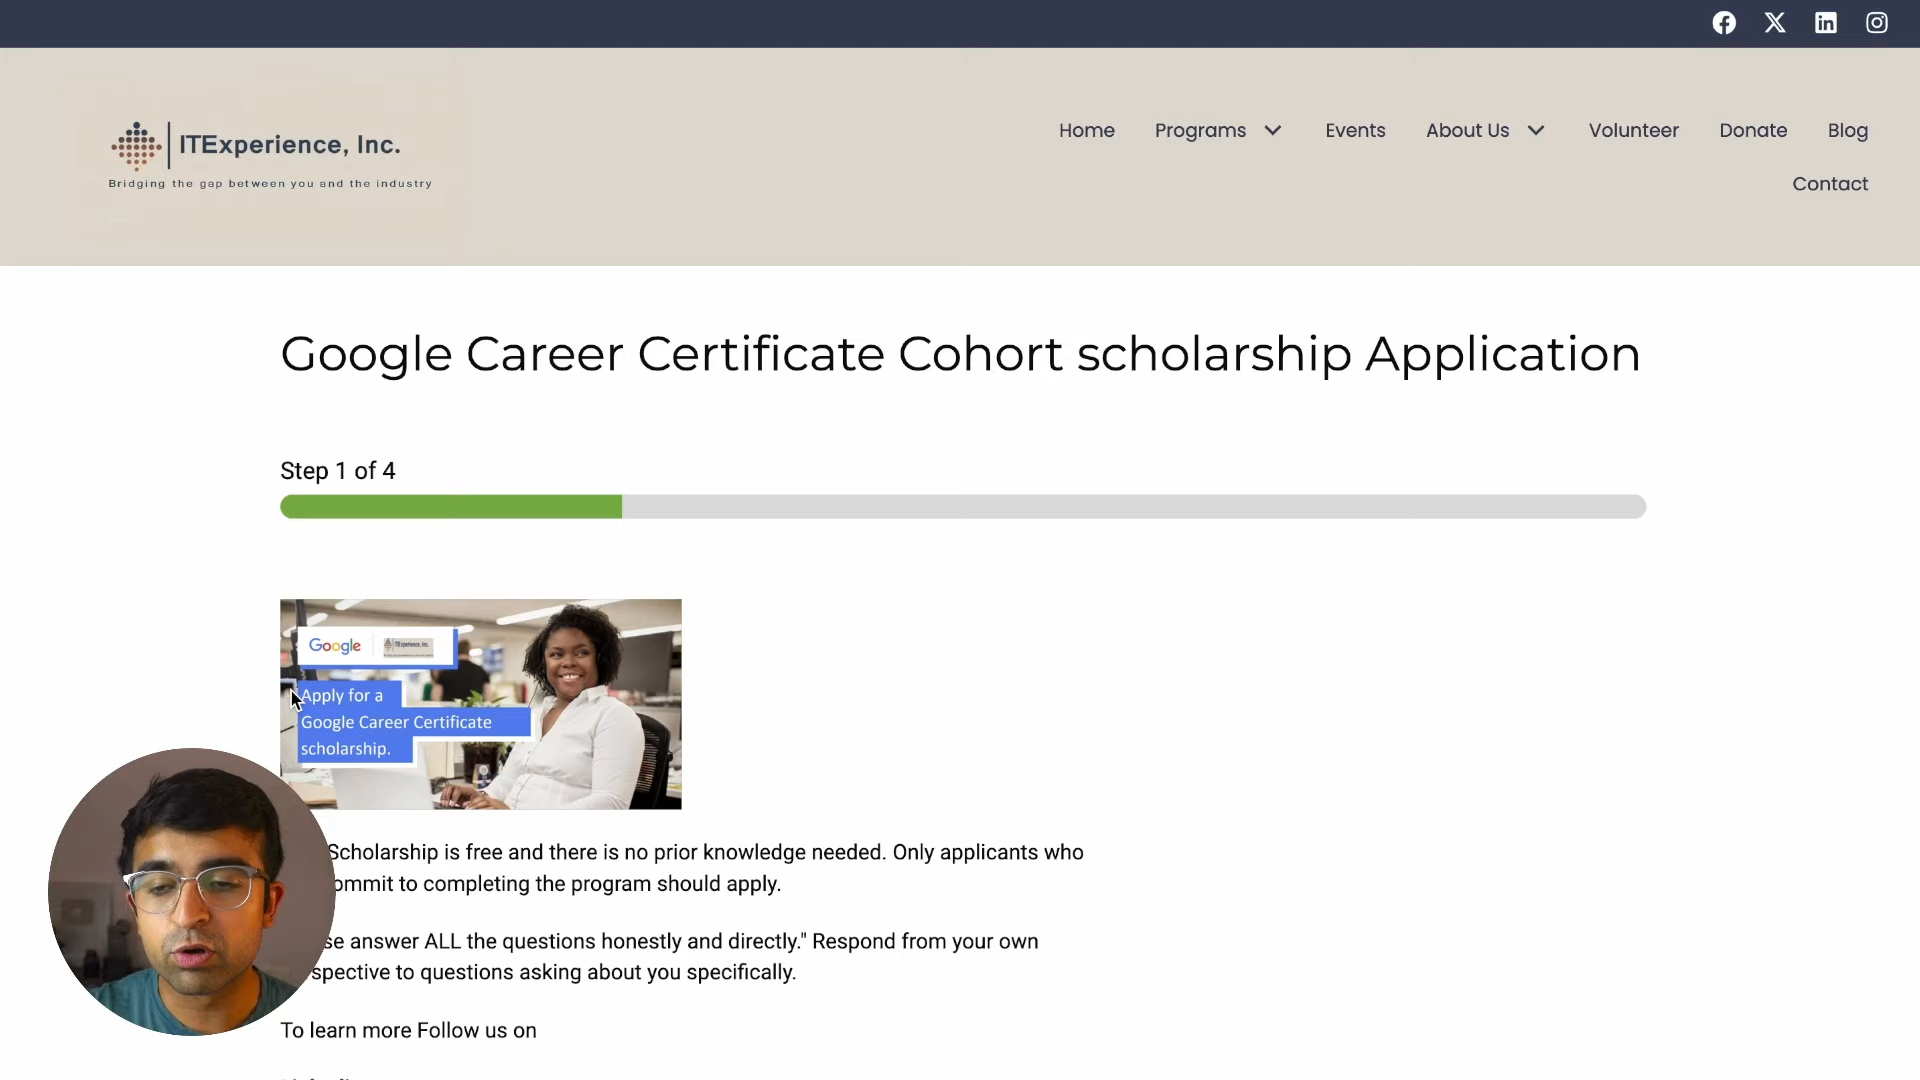 ITExperience, Inc.
Bridging the gap between you and the industry
Home Programs Events About Us Volunteer Donate Blog
Contact
Google Career Certificate Cohort scholarship Application
Step 1 of 4
Google ITExperience, Inc.
Apply for a
Google Career Certificate
scholarship.
Scholarship is free and there is no prior knowledge needed. Only applicants who
ommit to completing the program should apply.
se answer ALL the questions honestly and directly." Respond from your own
spective to questions asking about you specifically.
To learn more Follow us on